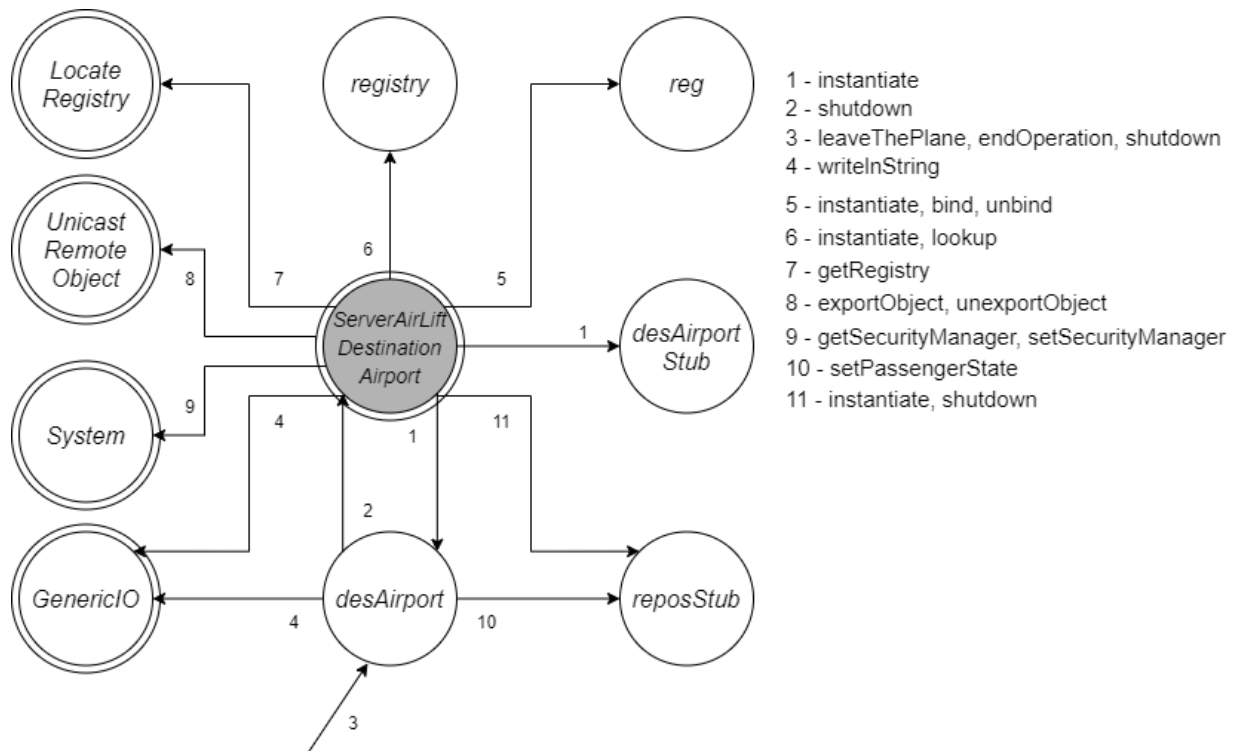 Locate
Registry
registry
reg
1 - instantiate
2 - shutdown
3 - leaveThePlane, endOperation, shutdown
4 - writeInString
5 - instantiate, bind, unbind
6 - instantiate, lookup
7 - getRegistry
8 - exportObject, unexportObject
9 - getSecurityManager, setSecurityManager
10 - setPassengerState
11 - instantiate, shutdown
Unicast
Remote
Object
6
7
5
8
ServerAirLift
Destination
Airport
1
desAirport
Stub
System
9
4
1
11
2
GenericIO
desAirport
reposStub
4
10
3